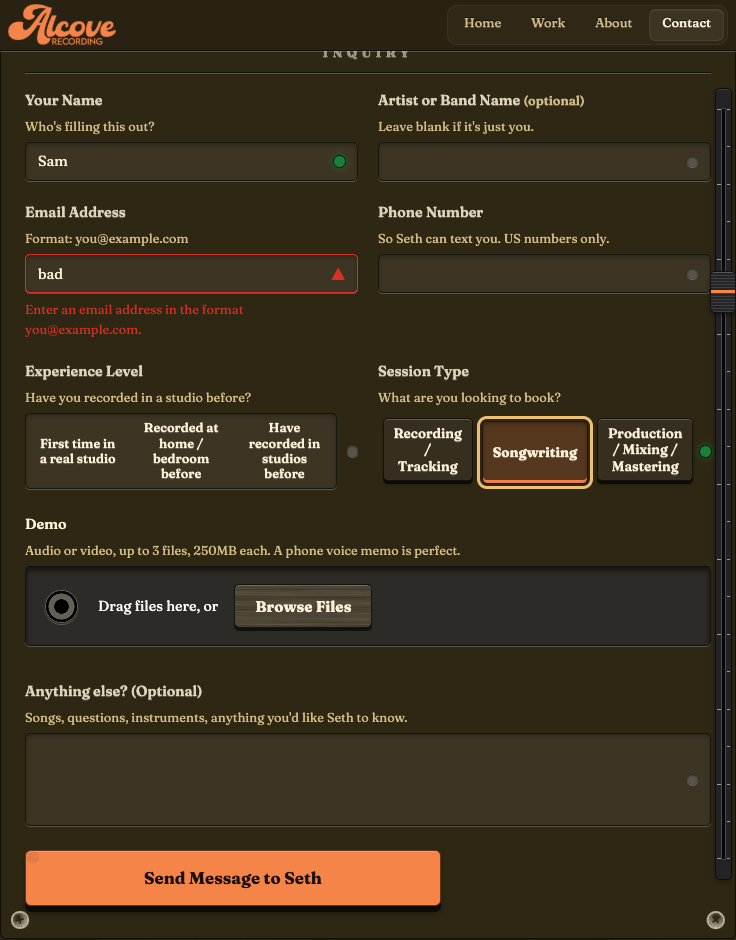 Alcove
RECORDING
Home
Work
About
Contact
INQUIRY
Your Name
Who's filling this out?
Sam
Artist or Band Name (optional)
Leave blank if it's just you.
Email Address
Format: you@example.com
bad
Enter an email address in the format
you@example.com.
Phone Number
So Seth can text you. US numbers only.
Experience Level
Have you recorded in a studio before?
First time in
a real studio
Recorded at
home /
bedroom
before
Have
recorded in
studios
before
Session Type
What are you looking to book?
Recording
/
Tracking
Songwriting
Production
/ Mixing /
Mastering
Demo
Audio or video, up to 3 files, 250MB each. A phone voice memo is perfect.
Drag files here, or
Browse Files
Anything else? (Optional)
Songs, questions, instruments, anything you'd like Seth to know.
Send Message to Seth